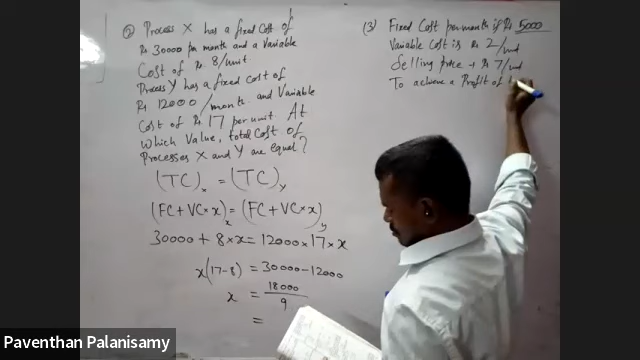 ② Process X has a fixed cost of
Rs 30000 per month and a Variable
Cost of Rs. 8/unit
Process Y has a fixed Cost of
Rs 12000/month and Variable
Cost of Rs 17 per unit. At
which Value, total Cost of
Processes X and Y are equal?
(TC)x = (TC)y
(FC + VC × x)x = (FC + VC × x)y
30000 + 8 × x = 12000 × 17 × x
x(17-8) = 30000 - 12000
x = 18000/9
=
(3) Fixed Cost per month is Rs 5000
Variable Cost is Rs 2/unit
Selling price → Rs 7/unit
To achieve a Profit of
Paventhan Palanisamy